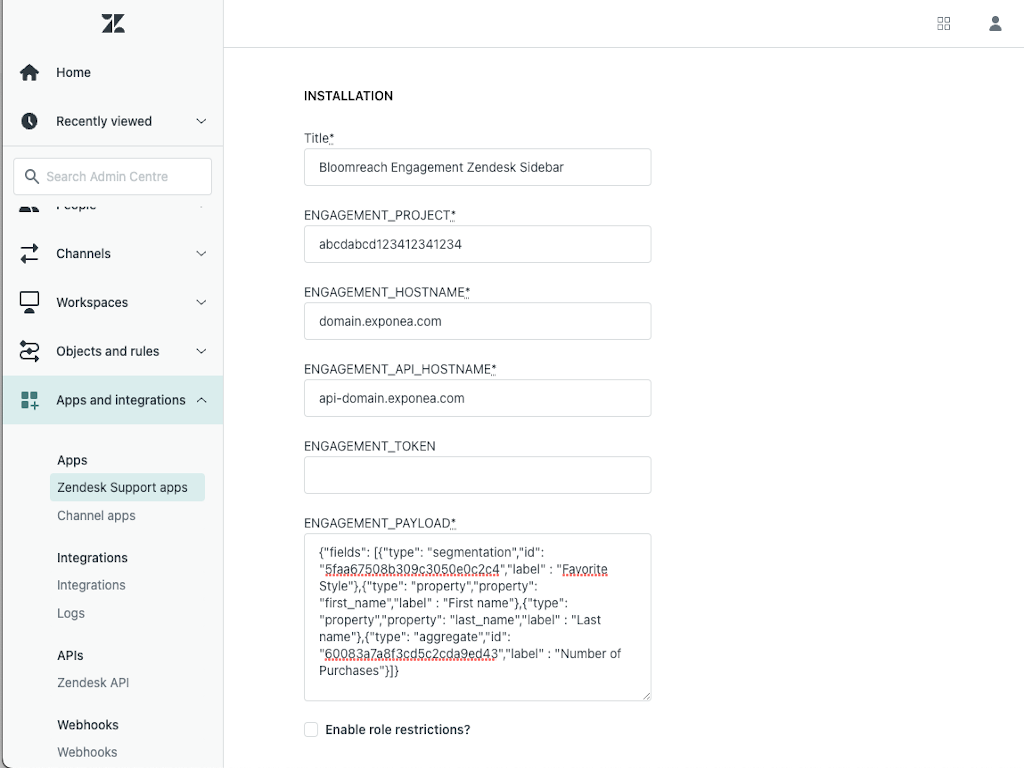 Home
Recently viewed
Search Admin Centre
People
Channels
Workspaces
Objects and rules
Apps and integrations
Apps
Zendesk Support apps
Channel apps
Integrations
Integrations
Logs
APIs
Zendesk API
Webhooks
Webhooks
INSTALLATION
Title*
Bloomreach Engagement Zendesk Sidebar
ENGAGEMENT_PROJECT*
abcdabcd123412341234
ENGAGEMENT_HOSTNAME*
domain.exponea.com
ENGAGEMENT_API_HOSTNAME*
api-domain.exponea.com
ENGAGEMENT_TOKEN
ENGAGEMENT_PAYLOAD*
{"fields": [{"type": "segmentation","id":
"5faa67508b309c3050e0c2c4","label" : "Favorite
Style"},{"type": "property","property":
"first_name","label" : "First name"},{"type":
"property","property": "last_name","label" : "Last
name"},{"type": "aggregate","id":
"60083a7a8f3cd5c2cda9ed43","label" : "Number of
Purchases"}]}
Enable role restrictions?